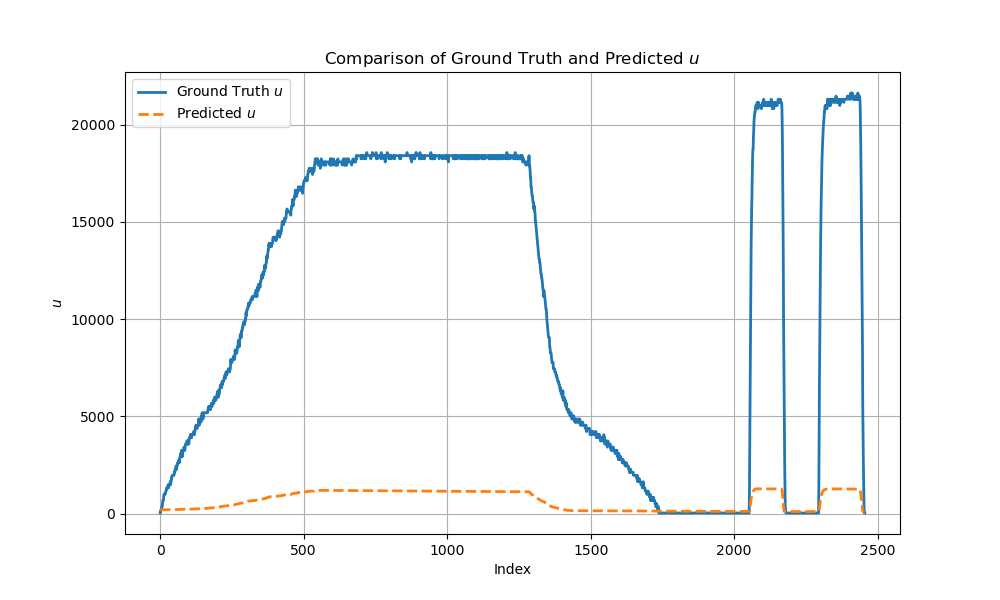 Comparison of Ground Truth and Predicted u
Ground Truth u
Predicted u
20000
15000
10000
5000
0
u
0 500 1000 1500 2000 2500
Index